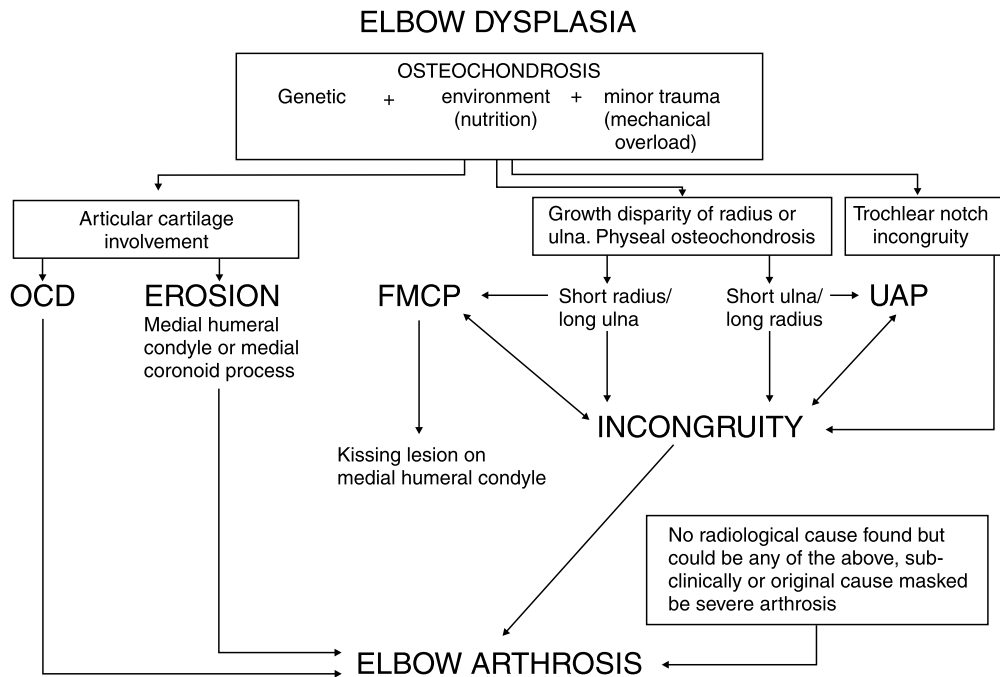 ELBOW DYSPLASIA
OSTEOCHONDROSIS
Genetic + environment + minor trauma
(nutrition) (mechanical
overload)
Articular cartilage
involvement
Growth disparity of radius or
ulna. Physeal osteochondrosis
Trochlear notch
incongruity
OCD
EROSION
Medial humeral
condyle or medial
coronoid process
FMCP
Short radius/
long ulna
Short ulna/
long radius
UAP
INCONGRUITY
Kissing lesion on
medial humeral condyle
No radiological cause found but
could be any of the above, sub-
clinically or original cause masked
be severe arthrosis
ELBOW ARTHROSIS